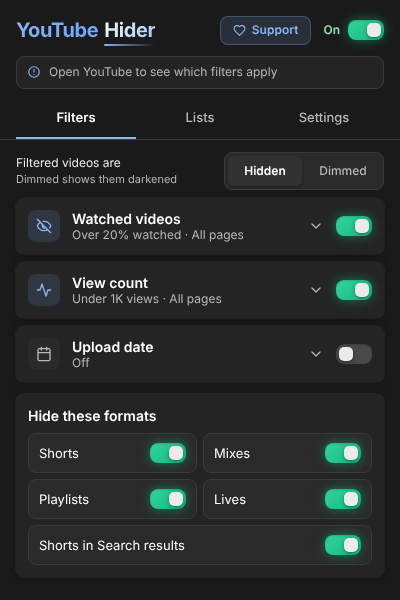 YouTube Hider
Support
On
Open YouTube to see which filters apply
Filters
Lists
Settings
Filtered videos are
Dimmed shows them darkened
Hidden
Dimmed
Watched videos
Over 20% watched · All pages
View count
Under 1K views · All pages
Upload date
Off
Hide these formats
Shorts
Mixes
Playlists
Lives
Shorts in Search results